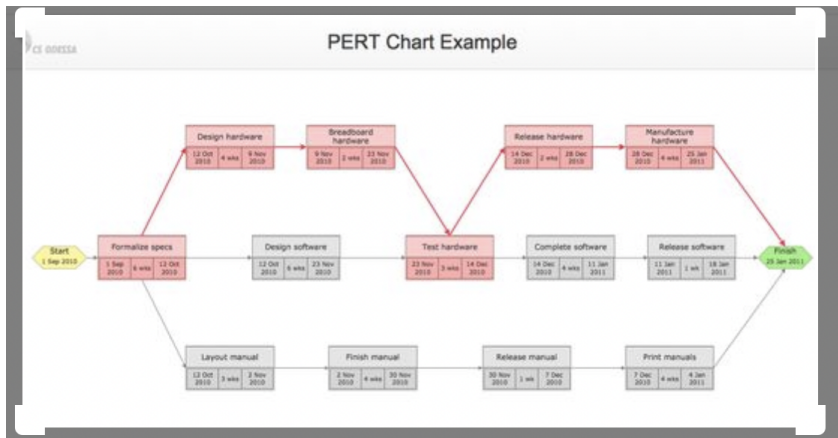 CS ODESSA
PERT Chart Example
Design hardware
12 Oct 2010 4 wks 9 Nov 2010
Breadboard
hardware
9 Nov 2010 2 wks 23 Nov 2010
Release hardware
14 Dec 2010 2 wks 28 Dec 2010
Manufacture
hardware
28 Dec 2010 4 wks 25 Jan 2011
Start
1 Sep 2010
Formalize specs
1 Sep 2010 6 wks 12 Oct 2010
Design software
12 Oct 2010 6 wks 23 Nov 2010
Test hardware
23 Nov 2010 3 wks 14 Dec 2010
Complete software
14 Dec 2010 4 wks 11 Jan 2011
Release software
11 Jan 2011 1 wk 18 Jan 2011
Finish
25 Jan 2011
Layout manual
12 Oct 2010 3 wks 2 Nov 2010
Finish manual
2 Nov 2010 4 wks 30 Nov 2010
Release manual
30 Nov 2010 1 wk 7 Dec 2010
Print manuals
7 Dec 2010 4 wks 4 Jan 2011